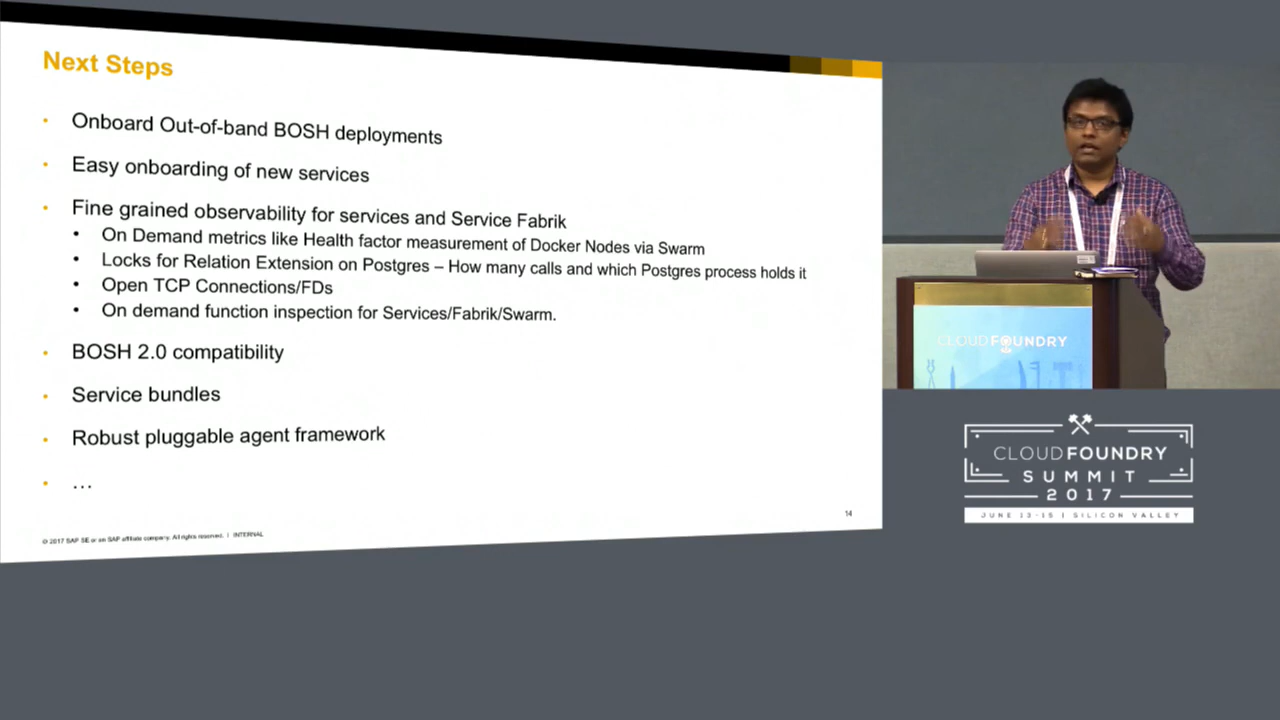 Next Steps
Onboard Out-of-band BOSH deployments
Easy onboarding of new services
Fine grained observability for services and Service Fabrik
On Demand metrics like Health factor measurement of Docker Nodes via Swarm
Locks for Relation Extension on Postgres – How many calls and which Postgres process holds it
Open TCP Connections/FDs
On demand function inspection for Services/Fabrik/Swarm.
BOSH 2.0 compatibility
Service bundles
Robust pluggable agent framework
...
14
© 2017 SAP SE or an SAP affiliate company. All rights reserved. | INTERNAL
CLOUD FOUNDRY
CLOUD FOUNDRY
SUMMIT
2017
JUNE 13-15 | SILICON VALLEY